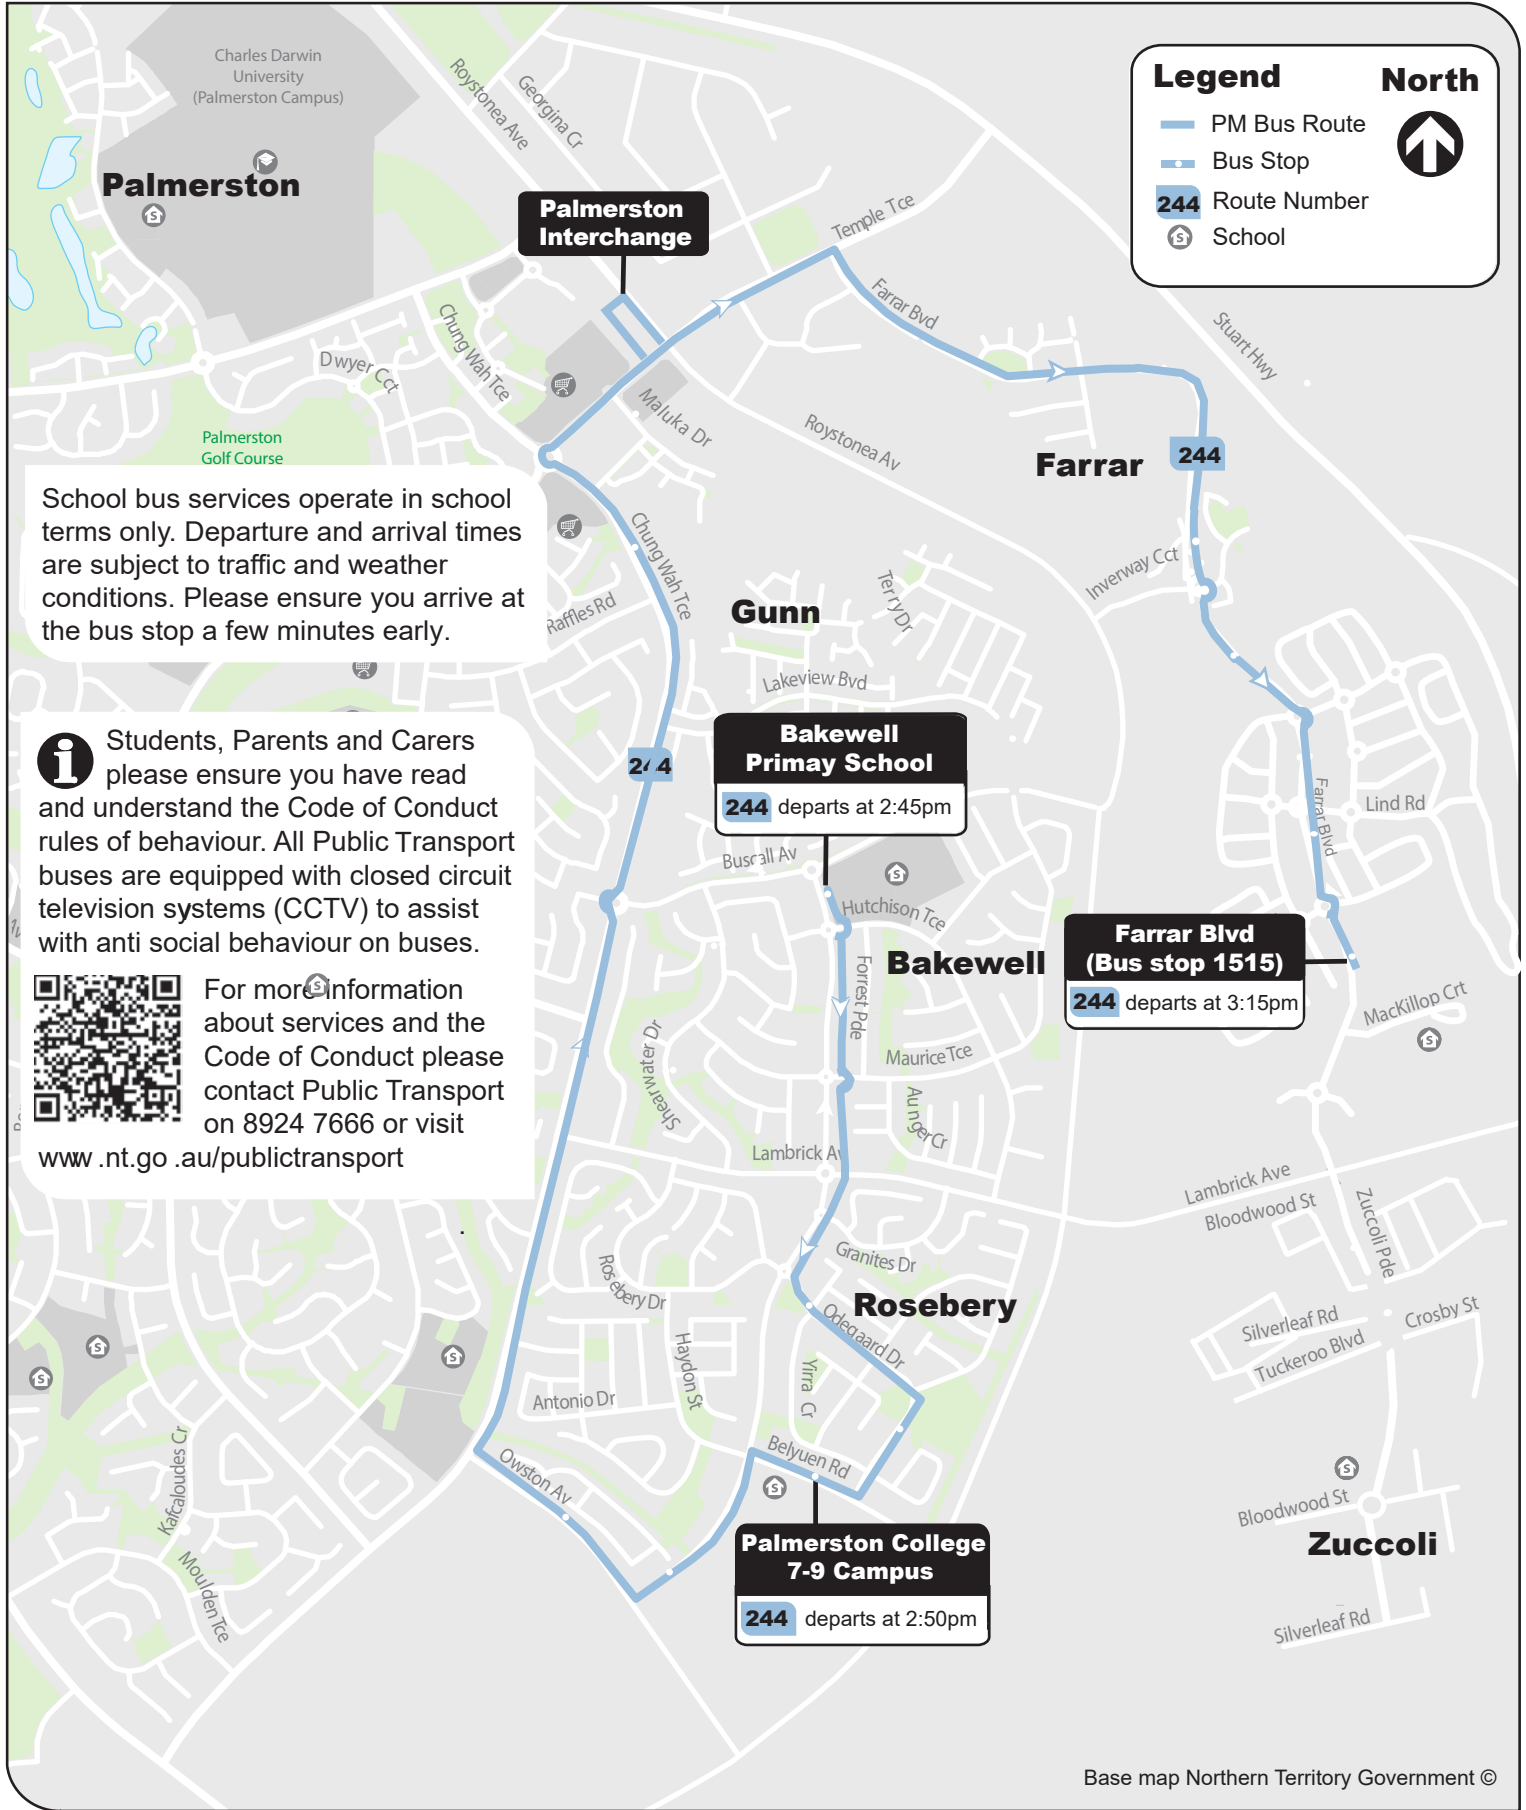 Charles Darwin
University
(Palmerston Campus)
Palmerston
Roystonea Ave
Georgina Cr
Legend
North
PM Bus Route
Bus Stop
244 Route Number
School
Palmerston
Interchange
Temple Tce
Farrar Bvd
Stuart Hwy
Chung Wah Tce
Dwyer Cct
Maluka Dr
Roystonea Av
Palmerston
Golf Course
Farrar
244
School bus services operate in school
terms only. Departure and arrival times
are subject to traffic and weather
conditions. Please ensure you arrive at
the bus stop a few minutes early.
Chung Wah Tce
Raffles Rd
Gunn
Terry Dr
Inverway Cct
Lakeview Bvd
244
Bakewell
Primay School
244 departs at 2:45pm
Farrar Blvd
Lind Rd
Students, Parents and Carers
please ensure you have read
and understand the Code of Conduct
rules of behaviour. All Public Transport
buses are equipped with closed circuit
television systems (CCTV) to assist
with anti social behaviour on buses.
For more information
about services and the
Code of Conduct please
contact Public Transport
on 8924 7666 or visit
www .nt.go .au/publictransport
Buscall Av
Hutchison Tce
Bakewell
Forrest Pde
Farrar Blvd
(Bus stop 1515)
244 departs at 3:15pm
MacKillop Crt
Maurice Tce
Shearwater Dr
Aunger Cr
Lambrick Av
Lambrick Ave
Bloodwood St
Zuccoli Pde
Granites Dr
Rosebery Dr
Rosebery
Odegaard Dr
Silverleaf Rd
Crosby St
Tuckeroo Blvd
Haydon St
Yirra Cr
Antonio Dr
Belyuen Rd
Owston Av
Kafcaloudes Cr
Moulden Tce
Bloodwood St
Zuccoli
Palmerston College
7-9 Campus
244 departs at 2:50pm
Silverleaf Rd
Base map Northern Territory Government ©